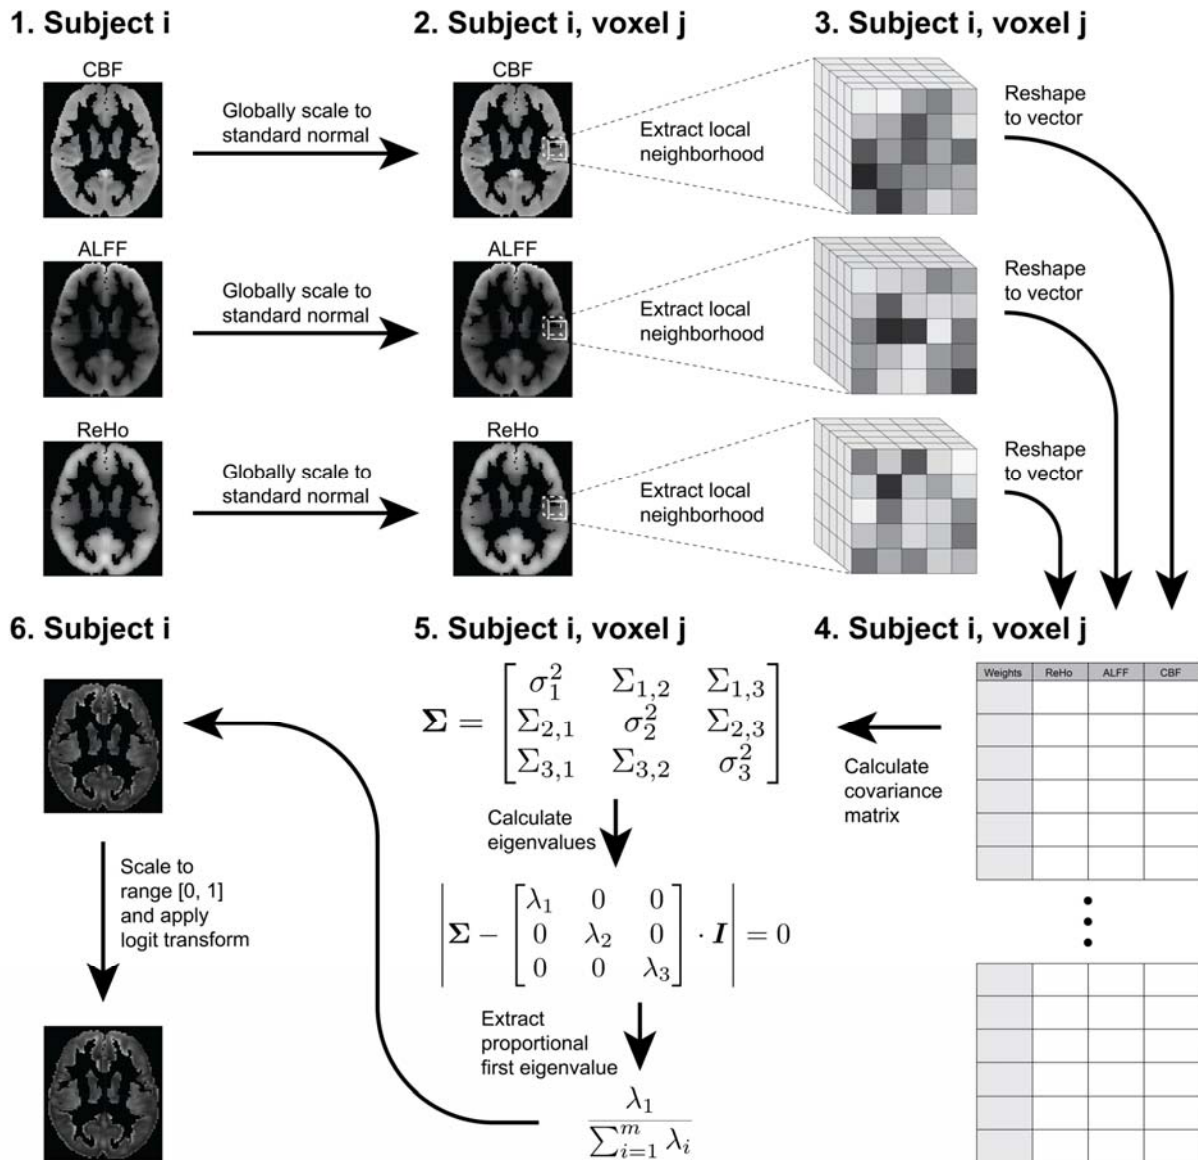 1. Subject i
2. Subject i, voxel j
3. Subject i, voxel j
CBF
Globally scale to
standard normal
CBF
Extract local
neighborhood
Reshape
to vector
ALFF
Globally scale to
standard normal
ALFF
Extract local
neighborhood
Reshape
to vector
ReHo
Globally scale to
standard normal
ReHo
Extract local
neighborhood
Reshape
to vector
6. Subject i
5. Subject i, voxel j
4. Subject i, voxel j
Weights ReHo ALFF CBF
Σ =
σ₁² Σ₁,₂ Σ₁,₃
Σ₂,₁ σ₂² Σ₂,₃
Σ₃,₁ Σ₃,₂ σ₃²
Calculate
covariance
matrix
Calculate
eigenvalues
Scale to
range [0, 1]
and apply
logit transform
λ₁ 0 0
|Σ − 0 λ₂ 0 · I| = 0
0 0 λ₃
Extract
proportional
first eigenvalue
λ₁
∑ᵢ₌₁ᵐ λᵢ